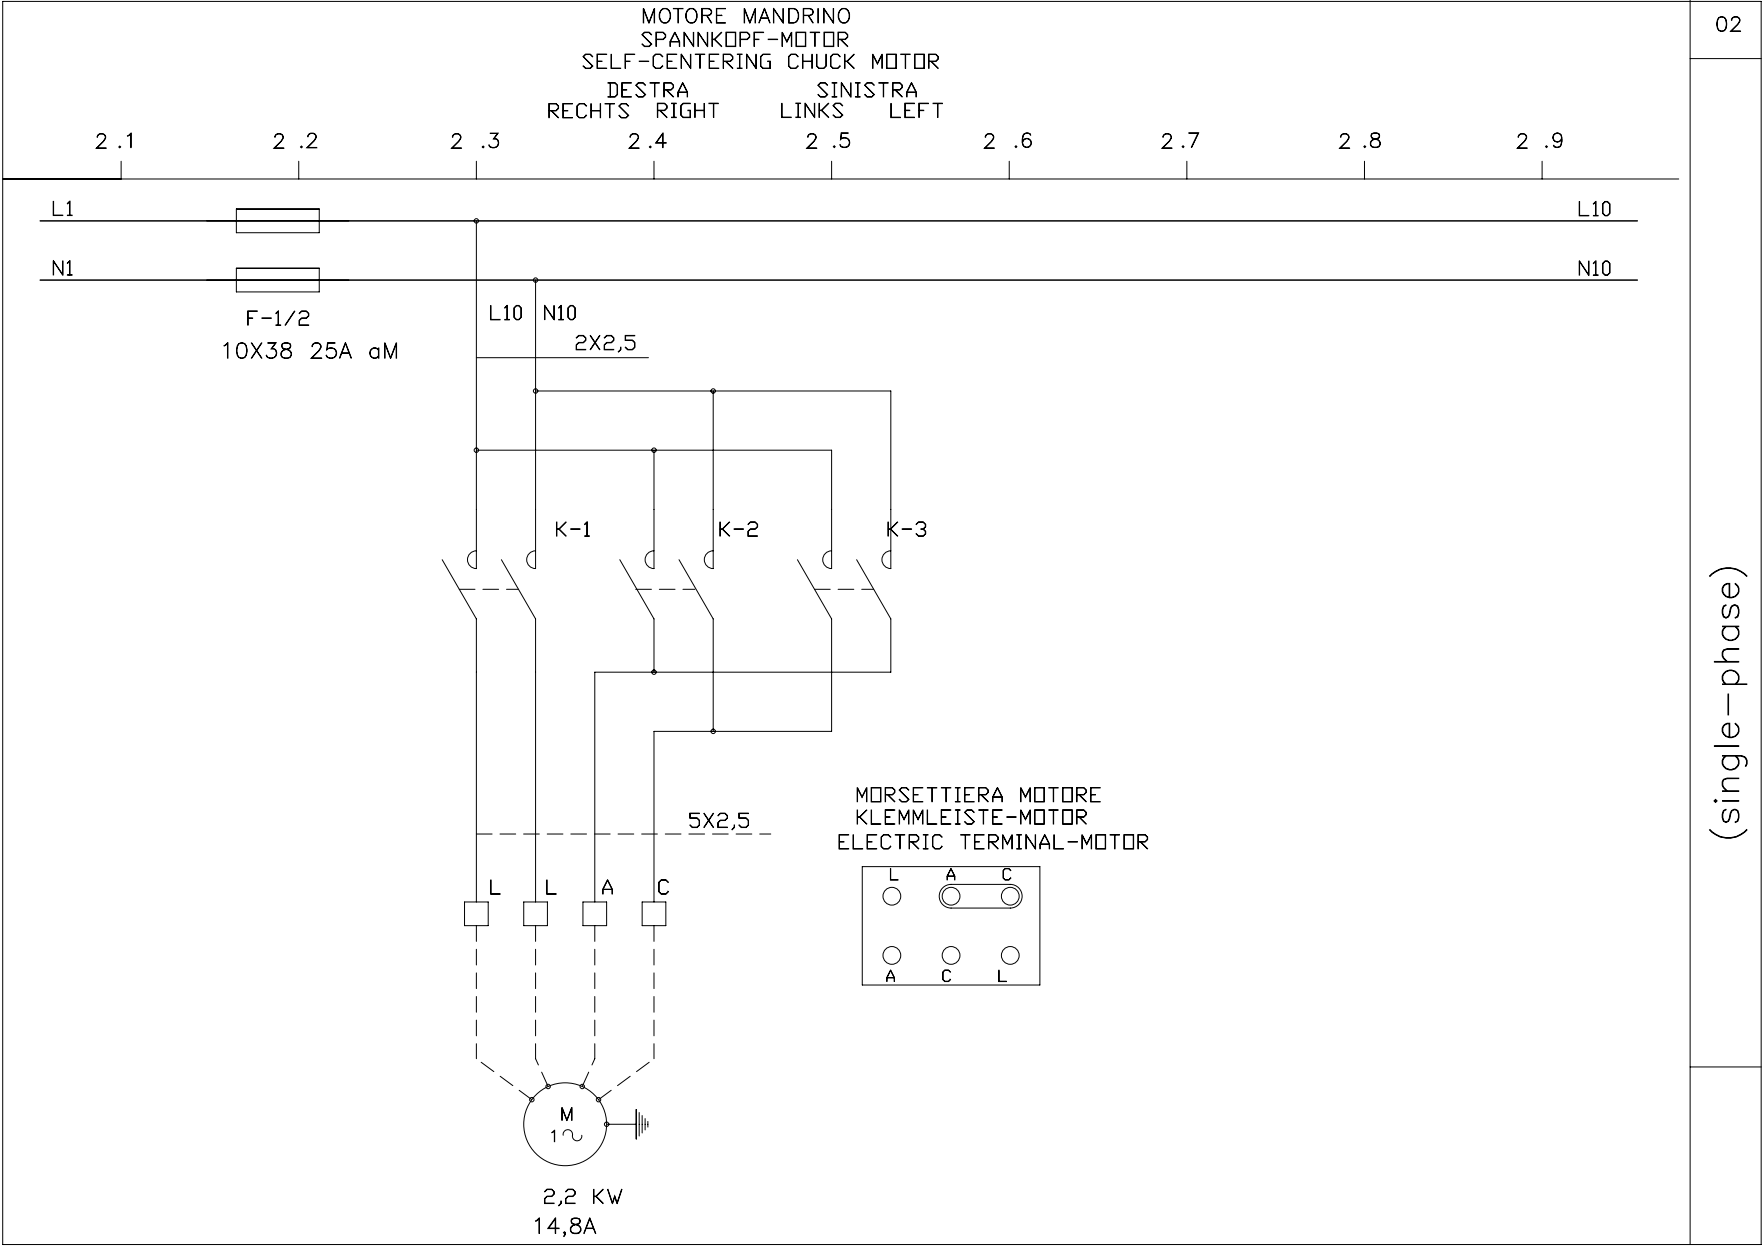 MOTORE MANDRINO
SPANNKOPF-MOTOR
SELF-CENTERING CHUCK MOTOR
DESTRA SINISTRA
RECHTS RIGHT LINKS LEFT
02
2.1 2.2 2.3 2.4 2.5 2.6 2.7 2.8 2.9
L1 L10
N1 N10
F-1/2
10X38 25A aM
L10 N10
2X2,5
K-1 K-2 K-3
(single-phase)
MORSETTIERA MOTORE
KLEMMLEISTE-MOTOR
ELECTRIC TERMINAL-MOTOR
5X2,5
L L A C
L A C
A C L
M
1~
2,2 KW
14,8A